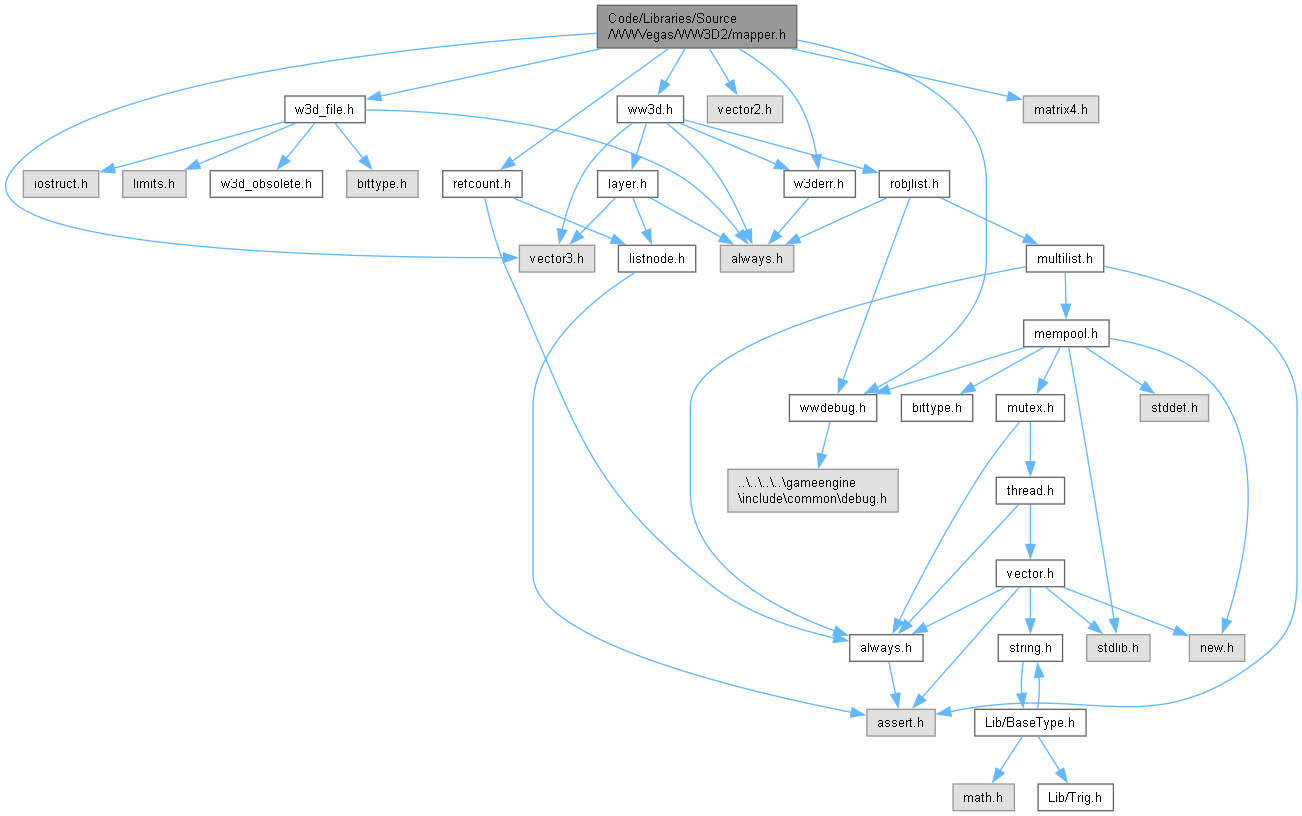 Code/Libraries/Source
/WWVegas/WW3D2/mapper.h
w3d_file.h
ww3d.h
vector2.h
matrix4.h
iostruct.h
limits.h
w3d_obsolete.h
bittype.h
refcount.h
layer.h
w3derr.h
robjlist.h
vector3.h
listnode.h
always.h
multilist.h
mempool.h
wwdebug.h
bittype.h
mutex.h
stddef.h
..\..\..\..\gameengine
\include\common\debug.h
thread.h
vector.h
always.h
string.h
stdlib.h
new.h
assert.h
Lib/BaseType.h
math.h
Lib/Trig.h